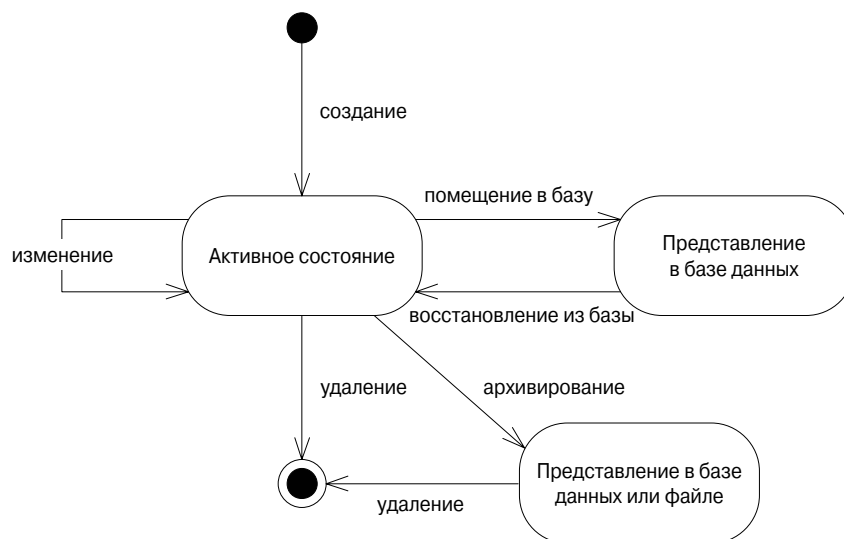 создание
помещение в базу
Представление
в базе данных
изменение
Активное состояние
восстановление из базы
удаление
архивирование
Представление в базе
данных или файле
удаление